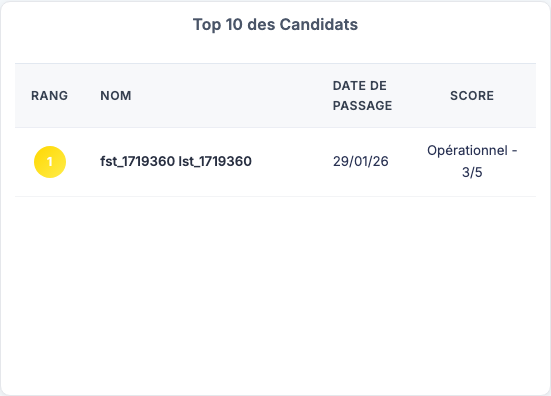 Top 10 des Candidats
RANG NOM DATE DE PASSAGE SCORE
1 fst_1719360 lst_1719360 29/01/26 Opérationnel - 3/5